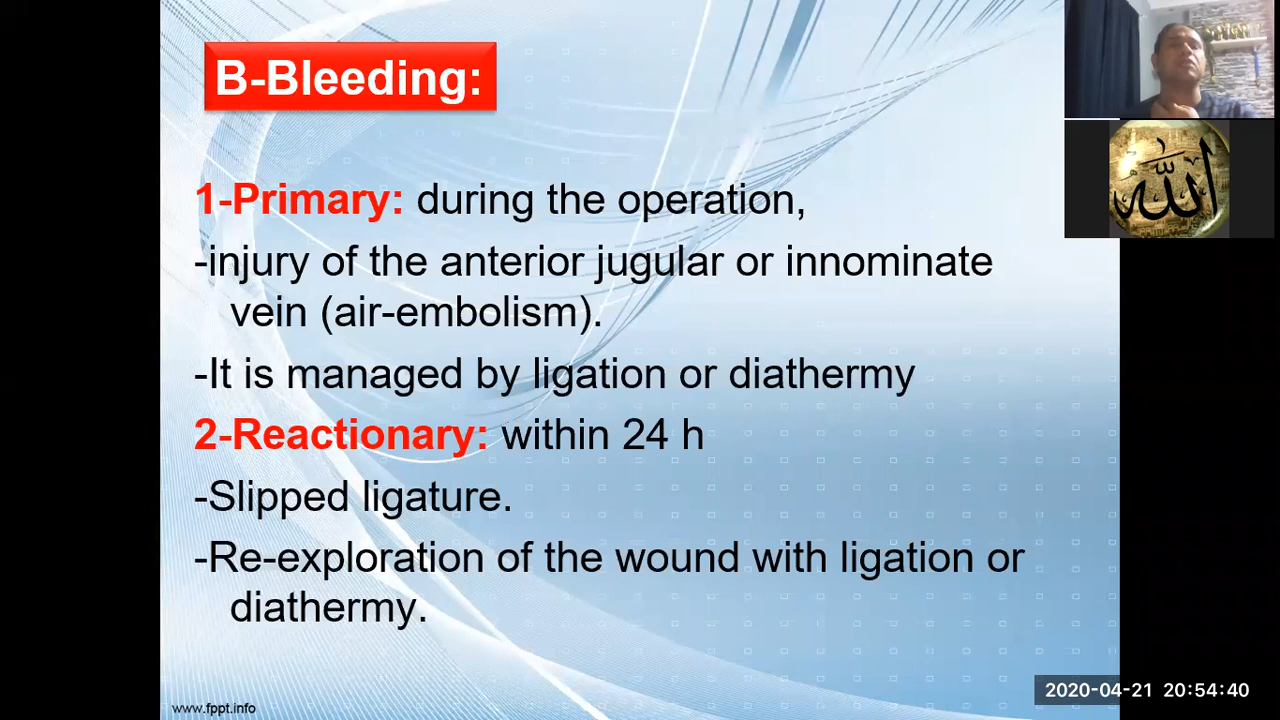 B-Bleeding:
1-Primary: during the operation,
-injury of the anterior jugular or innominate
vein (air-embolism).
-It is managed by ligation or diathermy
2-Reactionary: within 24 h
-Slipped ligature.
-Re-exploration of the wound with ligation or
diathermy.
الله
www.fppt.info
2020-04-21 20:54:40